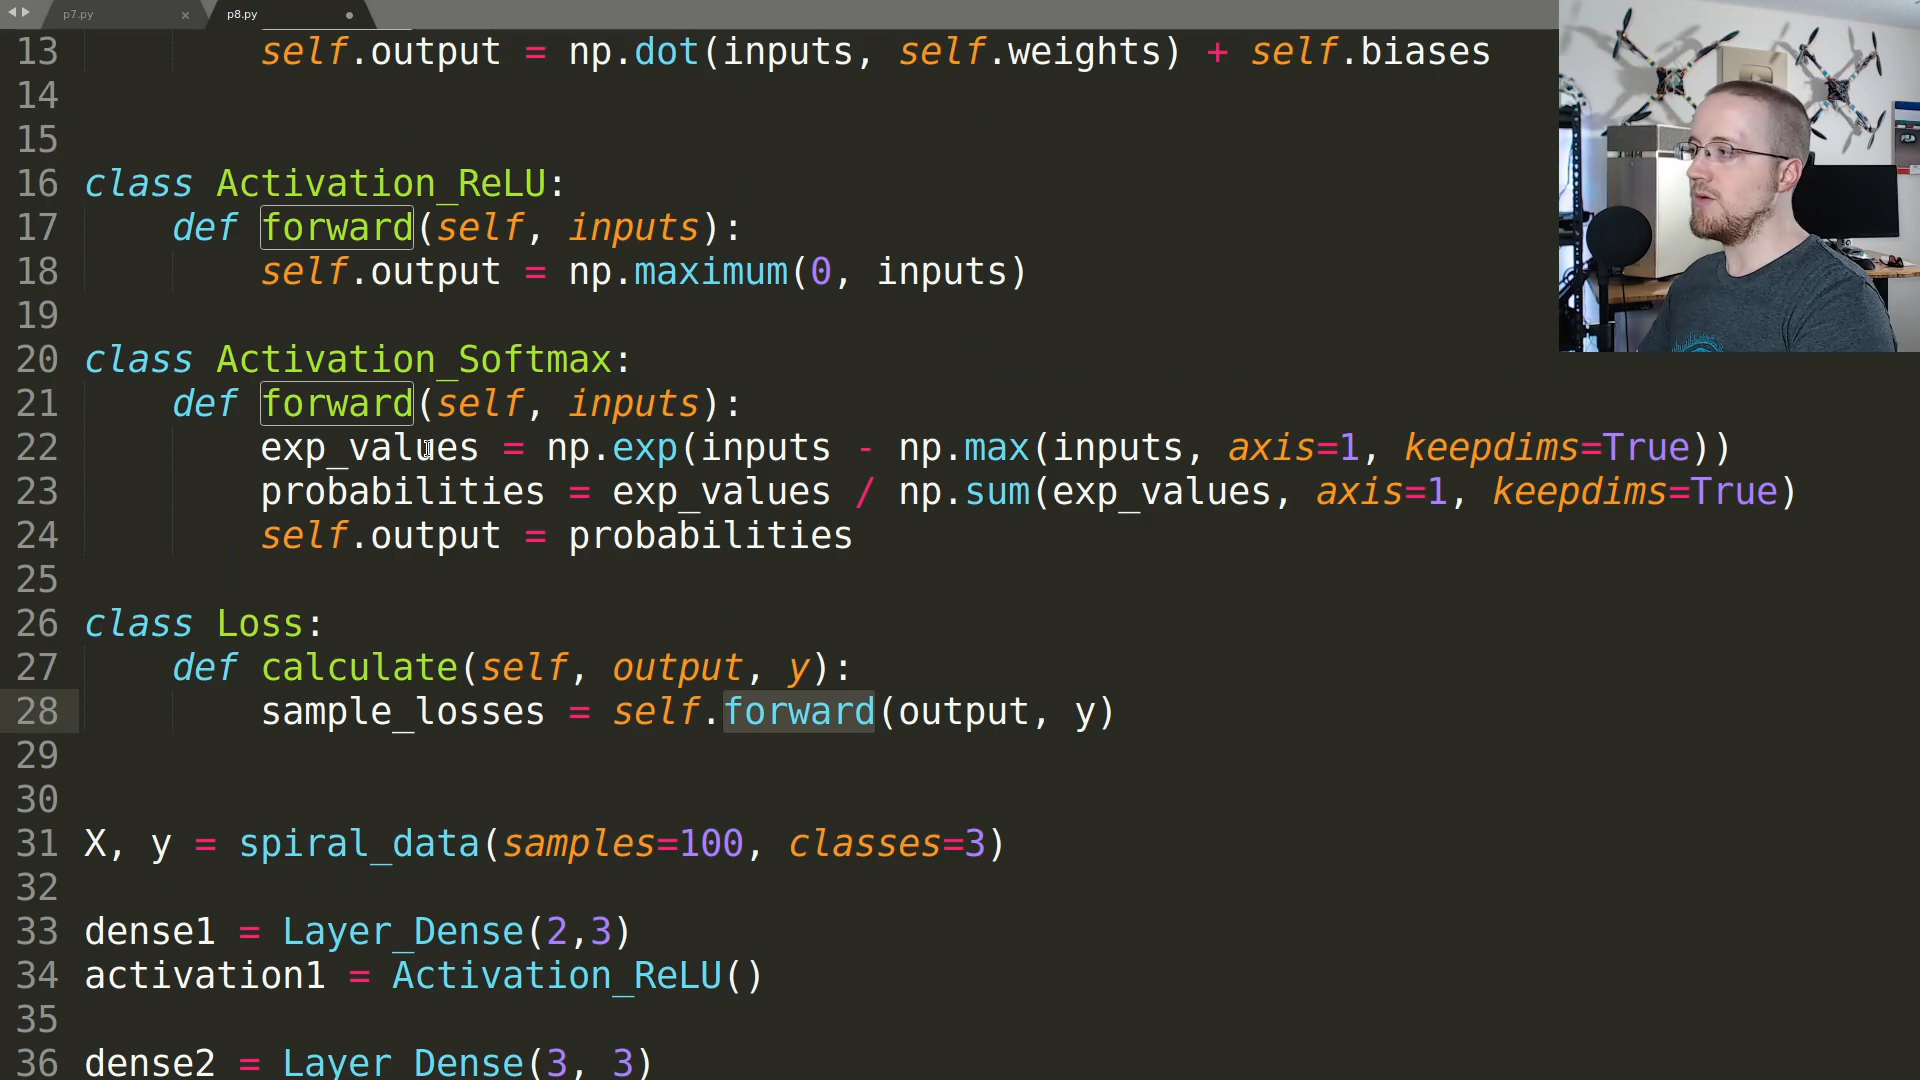 p7.py × p8.py
13 self.output = np.dot(inputs, self.weights) + self.biases
14
15
16 class Activation_ReLU:
17 def forward(self, inputs):
18 self.output = np.maximum(0, inputs)
19
20 class Activation_Softmax:
21 def forward(self, inputs):
22 exp_values = np.exp(inputs - np.max(inputs, axis=1, keepdims=True))
23 probabilities = exp_values / np.sum(exp_values, axis=1, keepdims=True)
24 self.output = probabilities
25
26 class Loss:
27 def calculate(self, output, y):
28 sample_losses = self.forward(output, y)
29
30
31 X, y = spiral_data(samples=100, classes=3)
32
33 dense1 = Layer_Dense(2,3)
34 activation1 = Activation_ReLU()
35
36 dense2 = Layer_Dense(3, 3)